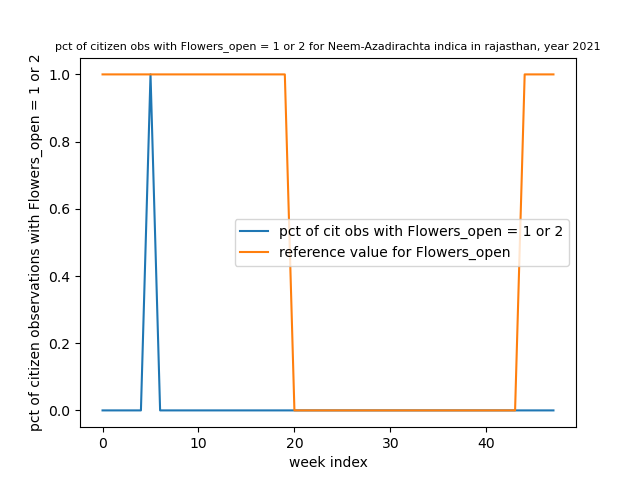 pct of citizen obs with Flowers_open = 1 or 2 for Neem-Azadirachta indica in rajasthan, year 2021
pct of citizen observations with Flowers_open = 1 or 2
1.0
0.8
0.6
0.4
0.2
0.0
pct of cit obs with Flowers_open = 1 or 2
reference value for Flowers_open
0
10
20
30
40
week index